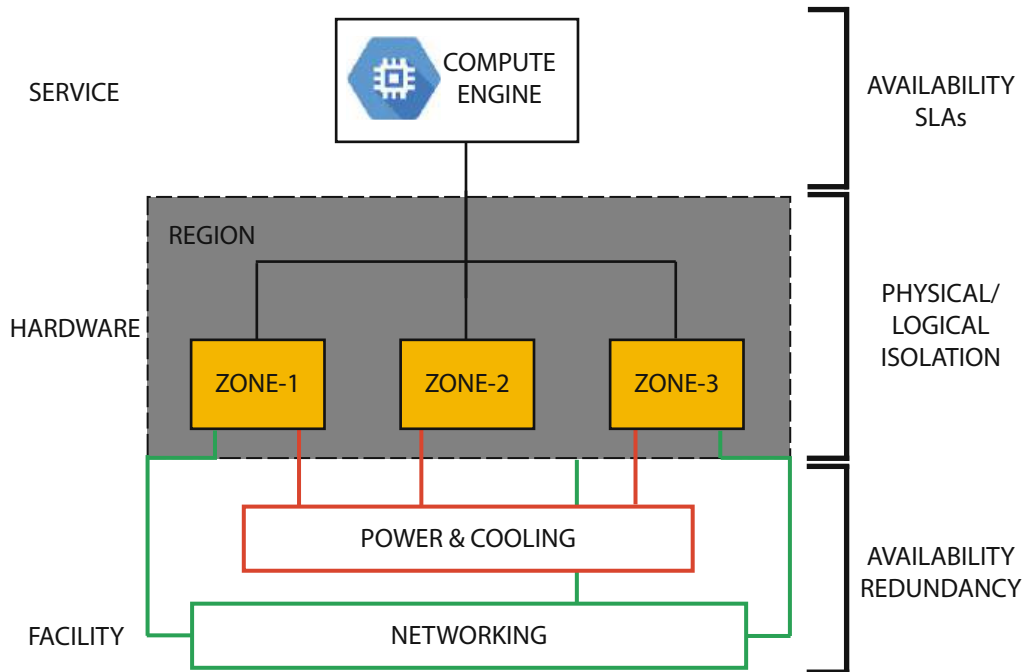 SERVICE
COMPUTE
ENGINE
AVAILABILITY
SLAs
REGION
HARDWARE
ZONE-1
ZONE-2
ZONE-3
PHYSICAL/
LOGICAL
ISOLATION
POWER & COOLING
AVAILABILITY
REDUNDANCY
FACILITY
NETWORKING